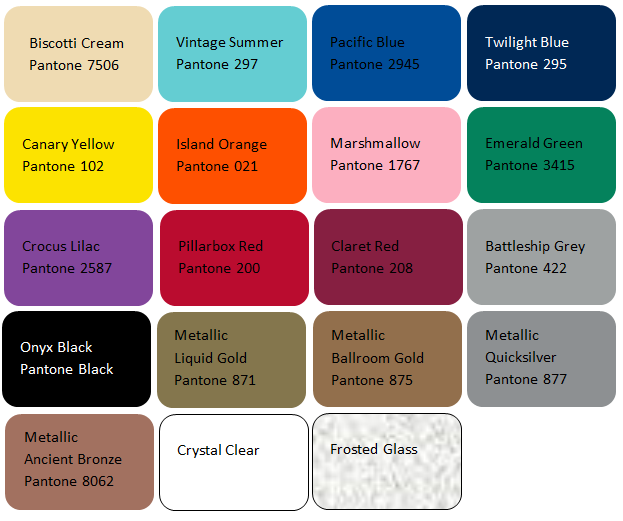 Biscotti Cream
Pantone 7506
Vintage Summer
Pantone 297
Pacific Blue
Pantone 2945
Twilight Blue
Pantone 295
Canary Yellow
Pantone 102
Island Orange
Pantone 021
Marshmallow
Pantone 1767
Emerald Green
Pantone 3415
Crocus Lilac
Pantone 2587
Pillarbox Red
Pantone 200
Claret Red
Pantone 208
Battleship Grey
Pantone 422
Onyx Black
Pantone Black
Metallic
Liquid Gold
Pantone 871
Metallic
Ballroom Gold
Pantone 875
Metallic
Quicksilver
Pantone 877
Metallic
Ancient Bronze
Pantone 8062
Crystal Clear
Frosted Glass